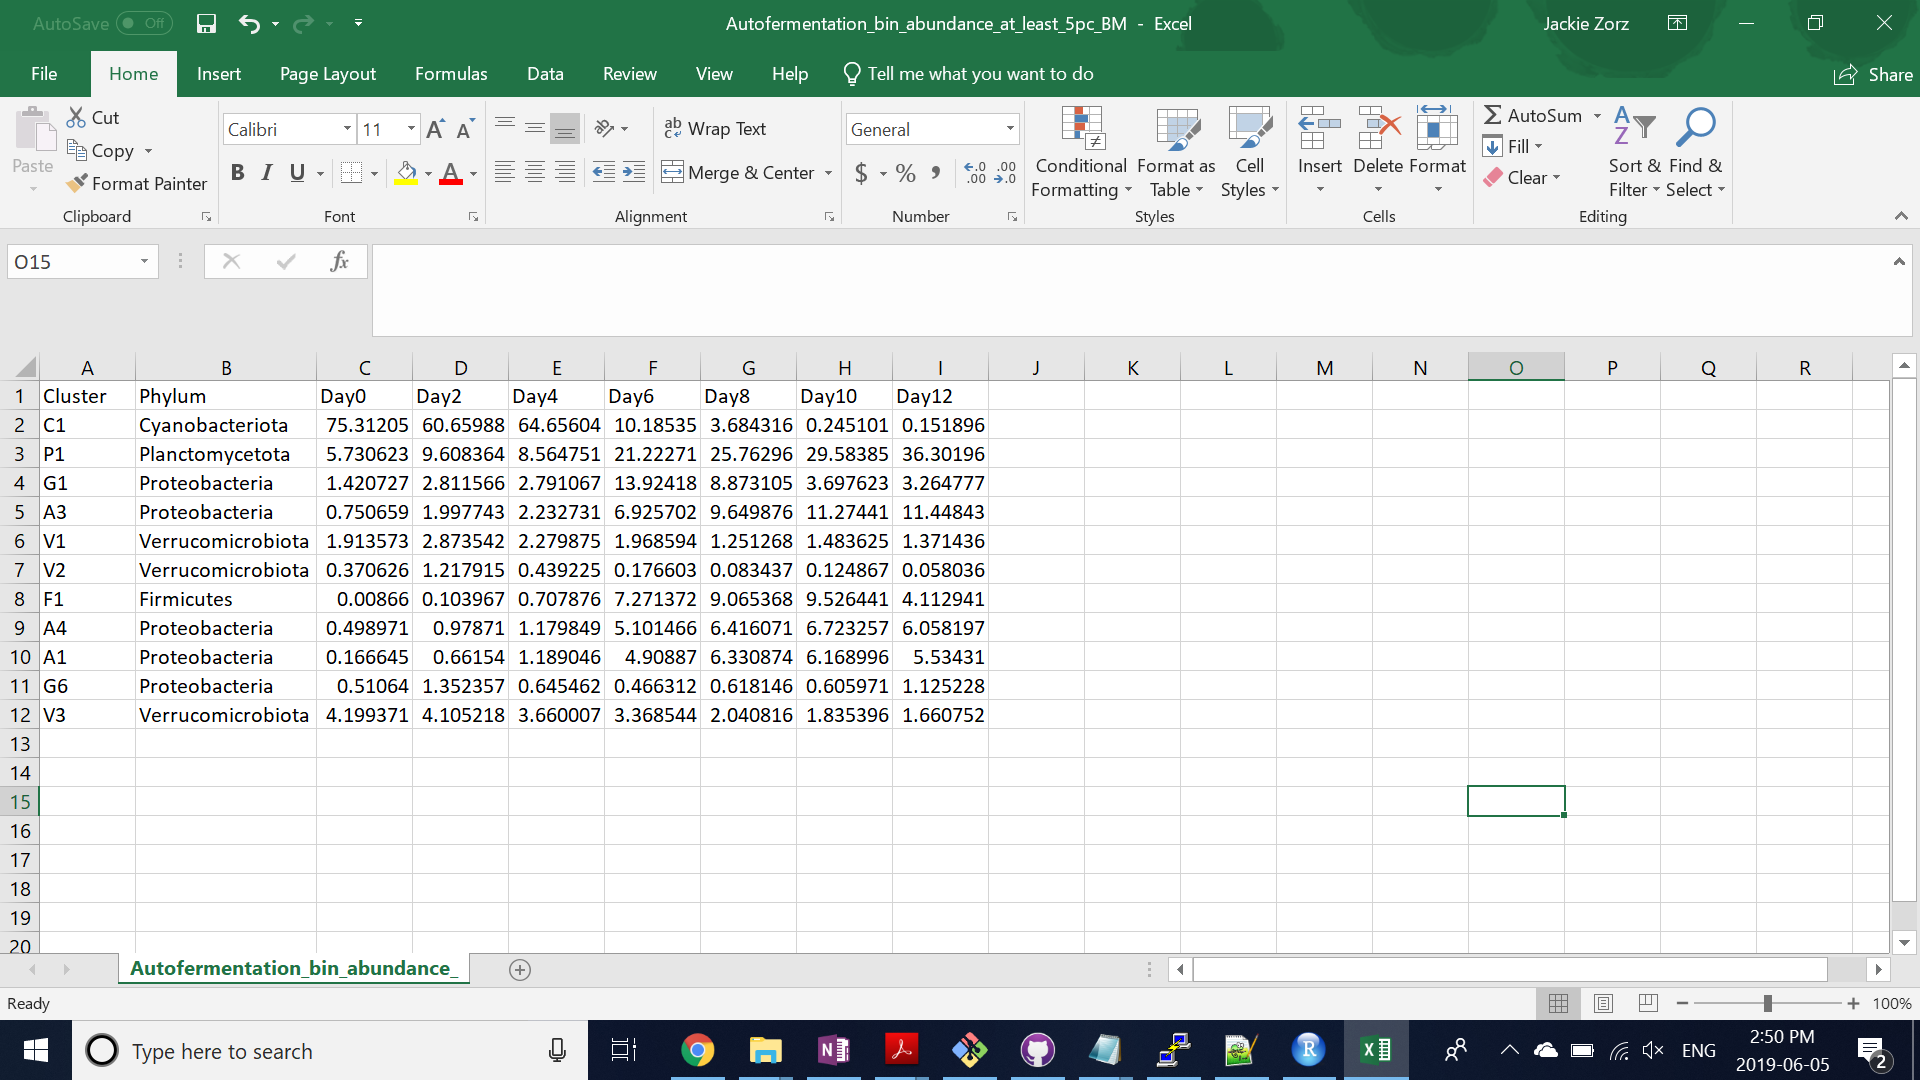 AutoSave Off
Autofermentation_bin_abundance_at_least_5pc_BM - Excel
Jackie Zorz
File Home Insert Page Layout Formulas Data Review View Help Tell me what you want to do Share
Paste
Cut
Copy
Format Painter
Clipboard
Calibri 11
A A
B I U A
Font
ab c Wrap Text
Merge & Center
Alignment
General
$ % , .0 .00 .00 .0
Number
Conditional Formatting
Format as Table
Cell Styles
Styles
Insert Delete Format
Cells
AutoSum
Fill
Clear
Sort & Filter
Find & Select
Editing
O15 fx
A B C D E F G H I J K L M N O P Q R
1 Cluster Phylum Day0 Day2 Day4 Day6 Day8 Day10 Day12
2 C1 Cyanobacteriota 75.31205 60.65988 64.65604 10.18535 3.684316 0.245101 0.151896
3 P1 Planctomycetota 5.730623 9.608364 8.564751 21.22271 25.76296 29.58385 36.30196
4 G1 Proteobacteria 1.420727 2.811566 2.791067 13.92418 8.873105 3.697623 3.264777
5 A3 Proteobacteria 0.750659 1.997743 2.232731 6.925702 9.649876 11.27441 11.44843
6 V1 Verrucomicrobiota 1.913573 2.873542 2.279875 1.968594 1.251268 1.483625 1.371436
7 V2 Verrucomicrobiota 0.370626 1.217915 0.439225 0.176603 0.083437 0.124867 0.058036
8 F1 Firmicutes 0.00866 0.103967 0.707876 7.271372 9.065368 9.526441 4.112941
9 A4 Proteobacteria 0.498971 0.97871 1.179849 5.101466 6.416071 6.723257 6.058197
10 A1 Proteobacteria 0.166645 0.66154 1.189046 4.90887 6.330874 6.168996 5.53431
11 G6 Proteobacteria 0.51064 1.352357 0.645462 0.466312 0.618146 0.605971 1.125228
12 V3 Verrucomicrobiota 4.199371 4.105218 3.660007 3.368544 2.040816 1.835396 1.660752
13
14
15
16
17
18
19
20
Autofermentation_bin_abundance_
Ready
100%
Type here to search
ENG
2:50 PM
2019-06-05
2